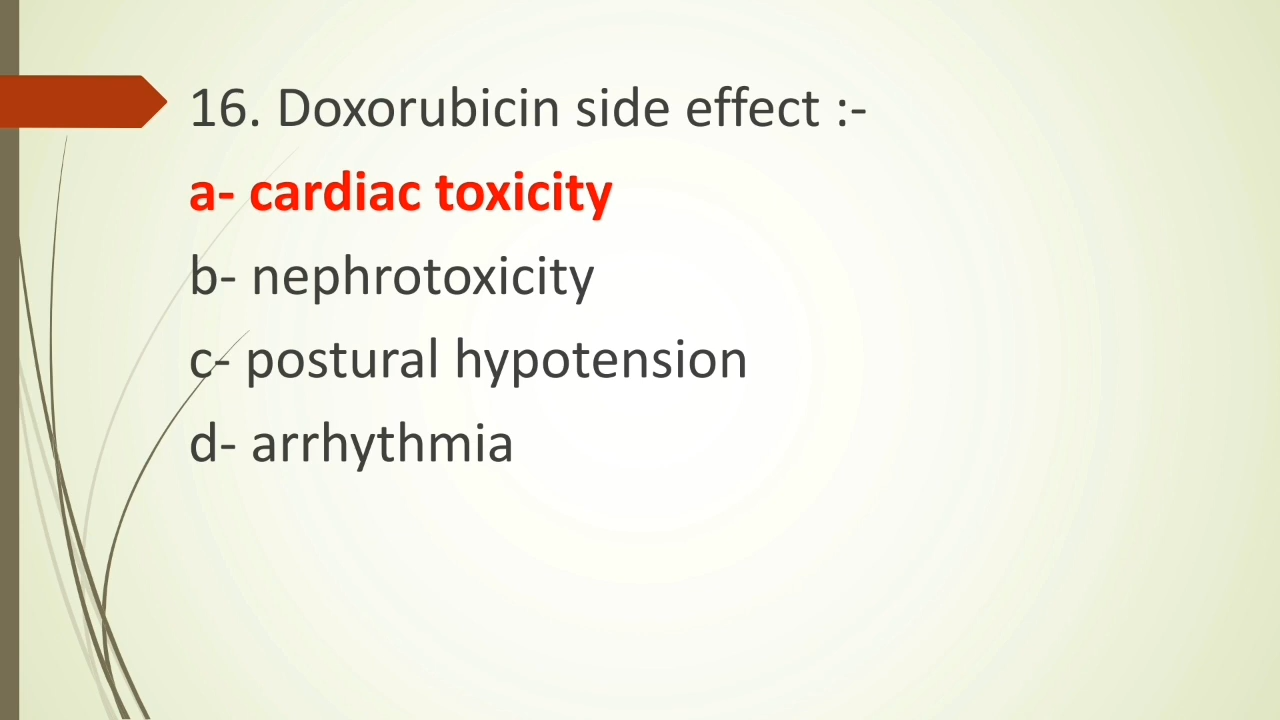 16. Doxorubicin side effect :-
a- cardiac toxicity
b- nephrotoxicity
c- postural hypotension
d- arrhythmia